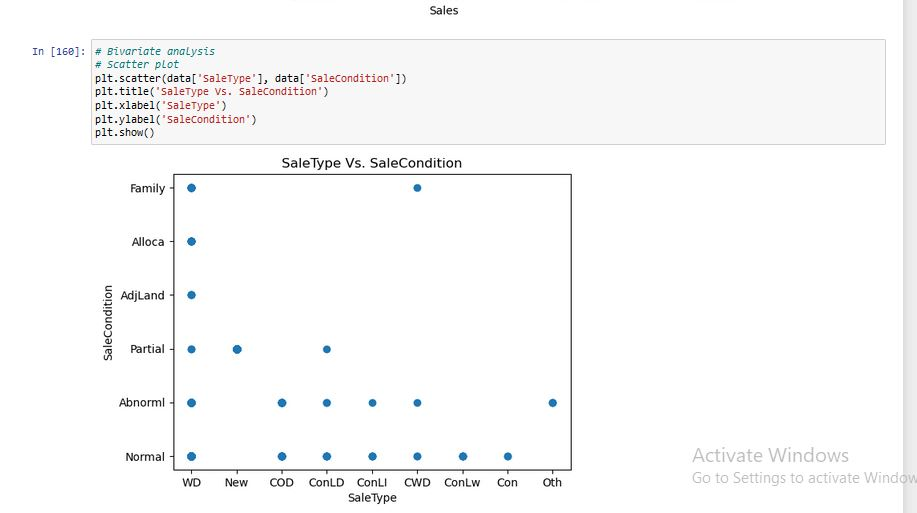 Sales
In [160]: # Bivariate analysis
# Scatter plot
plt.scatter(data['SaleType'], data['SaleCondition'])
plt.title('SaleType Vs. SaleCondition')
plt.xlabel('SaleType')
plt.ylabel('SaleCondition')
plt.show()
SaleType Vs. SaleCondition
Family
Alloca
AdjLand
Partial
Abnorml
Normal
SaleCondition
WD New COD ConLD ConLI CWD ConLw Con Oth
SaleType
Activate Windows
Go to Settings to activate Window